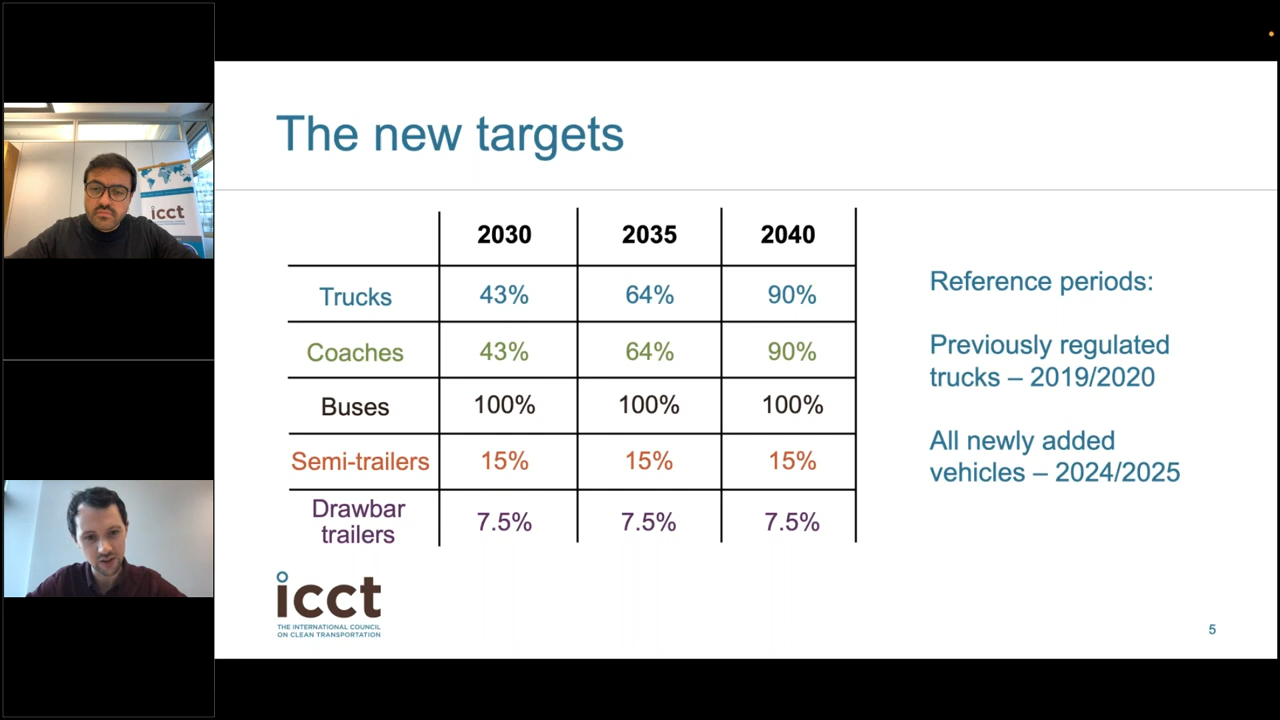 The new targets
2030 2035 2040
Trucks 43% 64% 90%
Coaches 43% 64% 90%
Buses 100% 100% 100%
Semi-trailers 15% 15% 15%
Drawbar
trailers 7.5% 7.5% 7.5%
Reference periods:
Previously regulated
trucks – 2019/2020
All newly added
vehicles – 2024/2025
icct
THE INTERNATIONAL COUNCIL
ON CLEAN TRANSPORTATION
5
icct